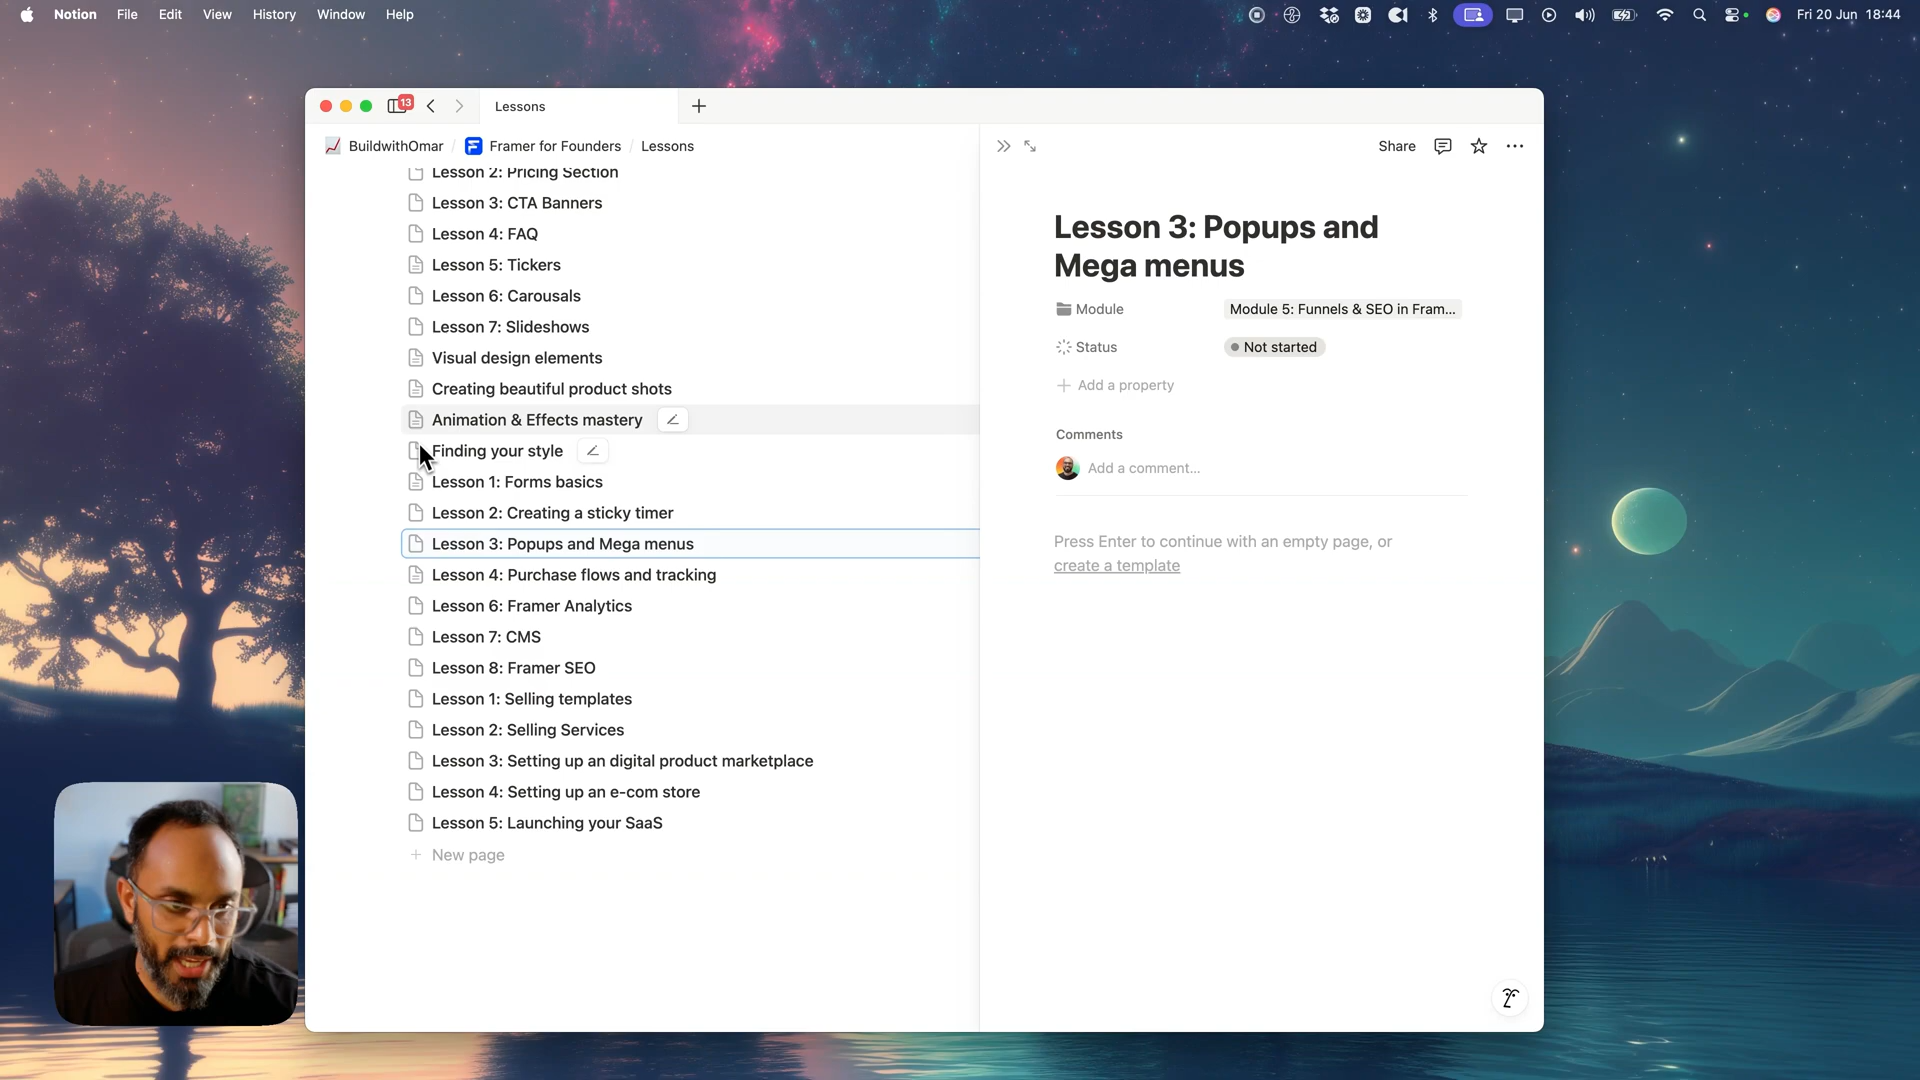 Notion File Edit View History Window Help Fri 20 Jun 18:44
13 Lessons
BuildwithOmar / Framer for Founders / Lessons Share
Lesson 2: Pricing Section
Lesson 3: CTA Banners
Lesson 4: FAQ
Lesson 5: Tickers
Lesson 6: Carousals
Lesson 7: Slideshows
Visual design elements
Creating beautiful product shots
Animation & Effects mastery
Finding your style
Lesson 1: Forms basics
Lesson 2: Creating a sticky timer
Lesson 3: Popups and Mega menus
Lesson 4: Purchase flows and tracking
Lesson 6: Framer Analytics
Lesson 7: CMS
Lesson 8: Framer SEO
Lesson 1: Selling templates
Lesson 2: Selling Services
Lesson 3: Setting up an digital product marketplace
Lesson 4: Setting up an e-com store
Lesson 5: Launching your SaaS
New page
Lesson 3: Popups and
Mega menus
Module Module 5: Funnels & SEO in Fram...
Status Not started
Add a property
Comments
Add a comment...
Press Enter to continue with an empty page, or
create a template